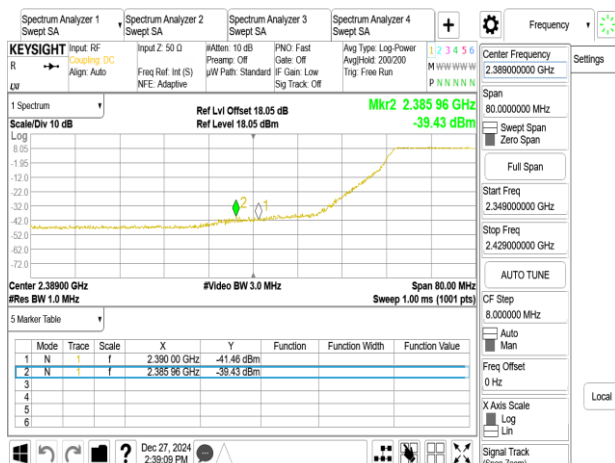 Spectrum Analyzer 1
Swept SA
Spectrum Analyzer 2
Swept SA
Spectrum Analyzer 3
Swept SA
Spectrum Analyzer 4
Swept SA
+
Frequency
Settings
KEYSIGHT
R
LXI
Input: RF
Coupling: DC
Align: Auto
Input Z: 50 Ω
Freq Ref: Int (S)
NFE: Adaptive
#Atten: 10 dB
Preamp: Off
µW Path: Standard
PNO: Fast
Gate: Off
IF Gain: Low
Sig Track: Off
Avg Type: Log-Power
Avg|Hold: 200/200
Trig: Free Run
1 2 3 4 5 6
M W W W W W
P N N N N N
1 Spectrum
Scale/Div 10 dB
Ref Lvl Offset 18.05 dB
Ref Level 18.05 dBm
Mkr2 2.385 96 GHz
-39.43 dBm
Log
8.05
-1.95
-12.0
-22.0
-32.0
-42.0
-52.0
-62.0
-72.0
2
1
Center 2.38900 GHz
#Video BW 3.0 MHz
Span 80.00 MHz
#Res BW 1.0 MHz
Sweep 1.00 ms (1001 pts)
5 Marker Table
Mode Trace Scale X Y Function Function Width Function Value
1 N 1 f 2.390 00 GHz -41.46 dBm
2 N 1 f 2.385 96 GHz -39.43 dBm
3
4
5
6
?
Dec 27, 2024
2:39:09 PM
Center Frequency
2.389000000 GHz
Span
80.0000000 MHz
Swept Span
Zero Span
Full Span
Start Freq
2.349000000 GHz
Stop Freq
2.429000000 GHz
AUTO TUNE
CF Step
8.000000 MHz
Auto
Man
Freq Offset
0 Hz
X Axis Scale
Log
Lin
Signal Track
(Span Zoom)
Local